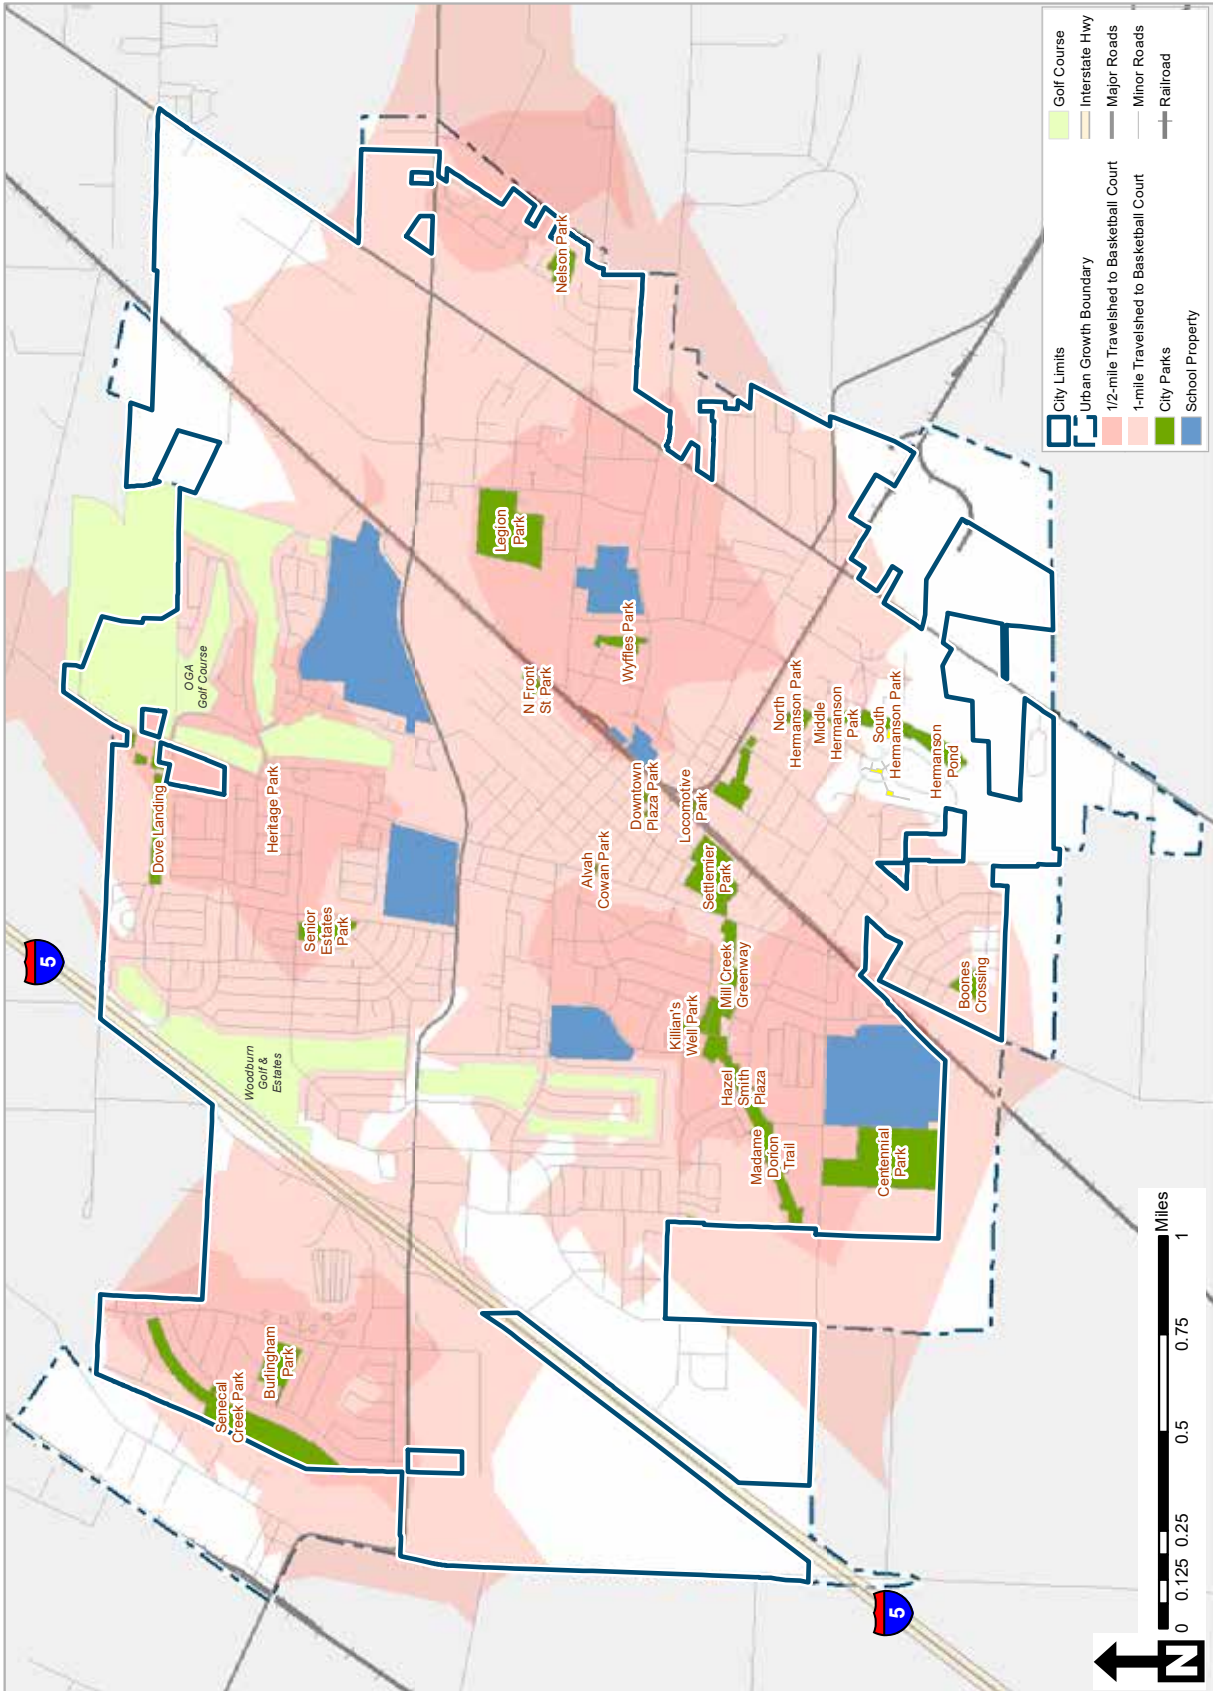 5
Woodburn
Golf &
Estates
OGA
Golf Course
Dove Landing
Heritage Park
Senior
Estates
Park
Senecal
Creek Park
Burlingham
Park
Nelson Park
Legion
Park
Wyffles Park
N Front
St Park
Alvah
Cowan Park
Downtown
Plaza Park
Locomotive
Park
Settlemier
Park
Mill Creek
Greenway
Killian's
Well Park
Hazel
Smith
Plaza
Madame
Dorion
Trail
Centennial
Park
Boones
Crossing
North
Hermanson Park
Middle
Hermanson
Park
South
Hermanson Park
Hermanson
Pond
5
City Limits
Urban Growth Boundary
1/2-mile Travelshed to Basketball Court
1-mile Travelshed to Basketball Court
City Parks
School Property
Golf Course
Interstate Hwy
Major Roads
Minor Roads
Railroad
N
0 0.125 0.25 0.5 0.75 1
Miles